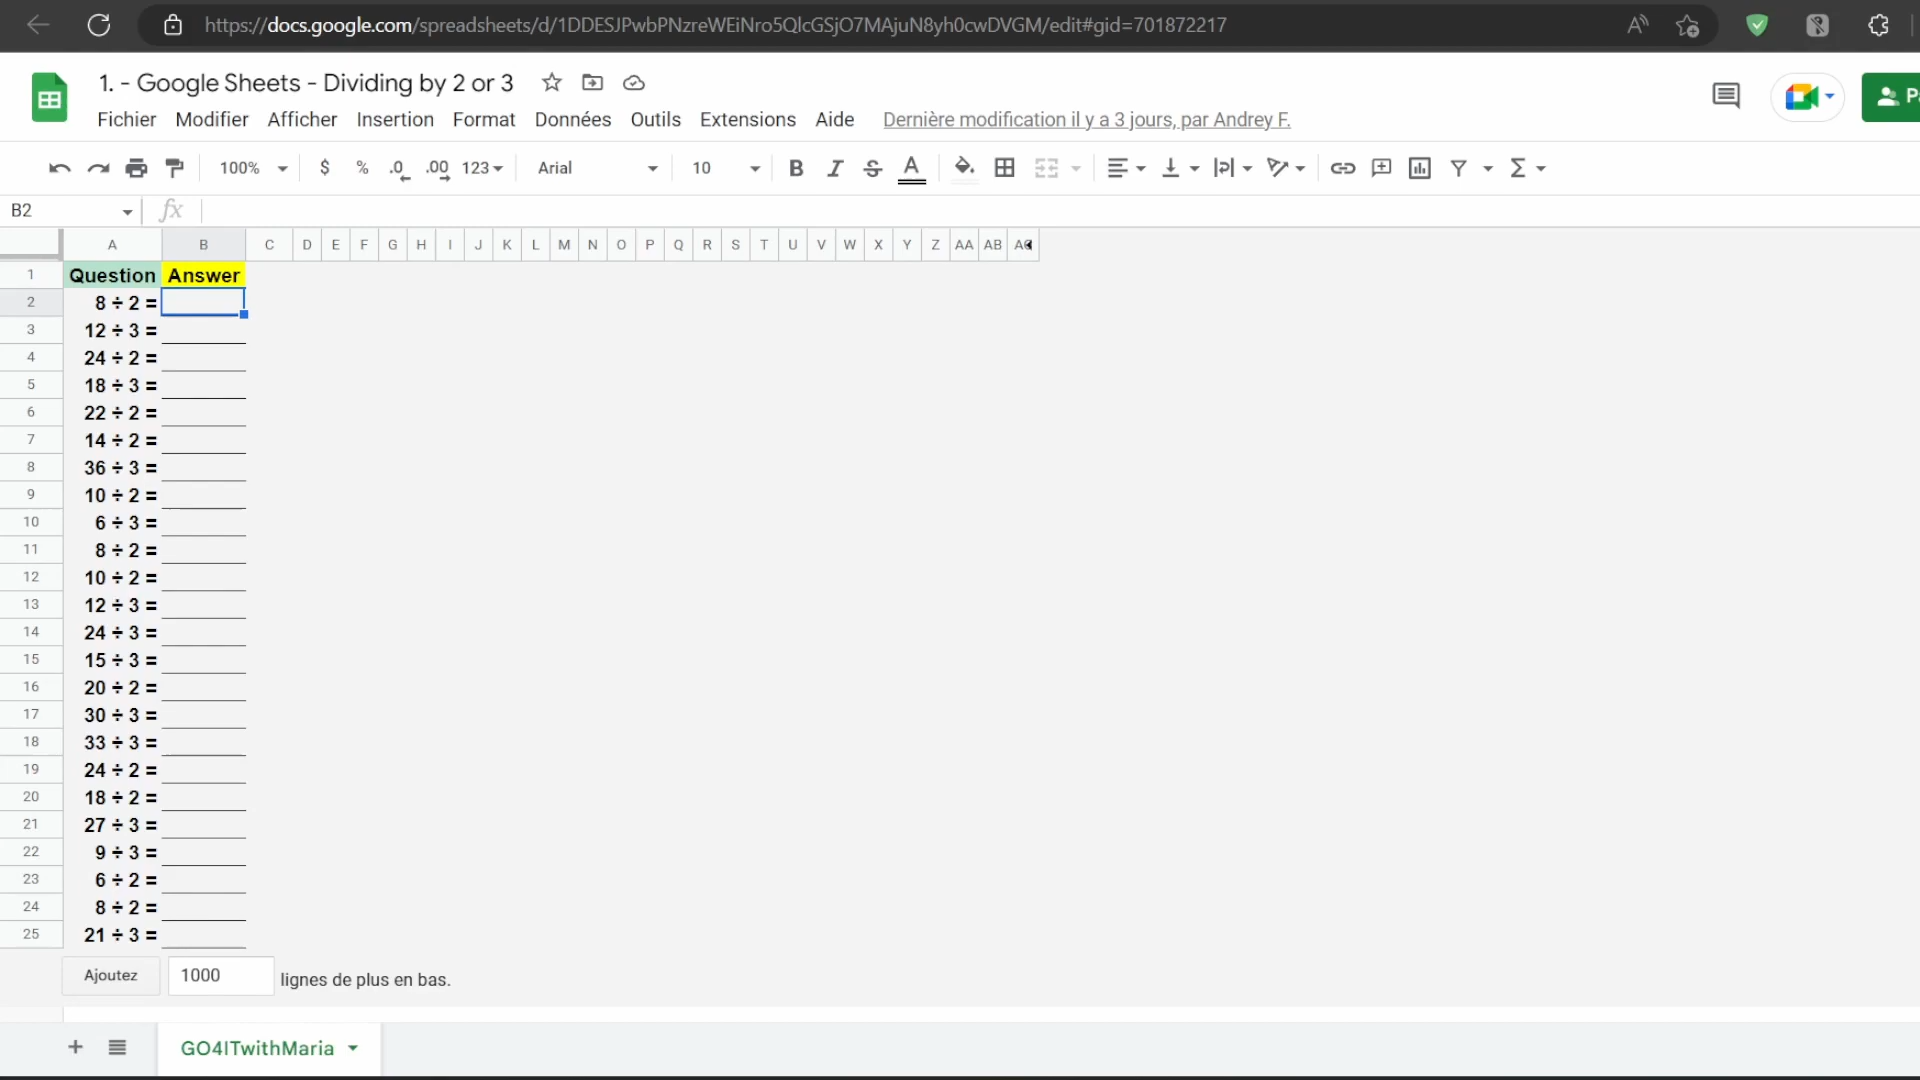 https://docs.google.com/spreadsheets/d/1DDESJPwbPNzreWEiNro5QlcGSjO7MAjuN8yh0cwDVGM/edit#gid=701872217
1. - Google Sheets - Dividing by 2 or 3
Fichier Modifier Afficher Insertion Format Données Outils Extensions Aide Dernière modification il y a 3 jours, par Andrey F.
100% $ % .0 .00 123 Arial 10 B I S A
B2 fx
A B C D E F G H I J K L M N O P Q R S T U V W X Y Z AA AB
1 Question Answer
2 8 ÷ 2 =
3 12 ÷ 3 =
4 24 ÷ 2 =
5 18 ÷ 3 =
6 22 ÷ 2 =
7 14 ÷ 2 =
8 36 ÷ 3 =
9 10 ÷ 2 =
10 6 ÷ 3 =
11 8 ÷ 2 =
12 10 ÷ 2 =
13 12 ÷ 3 =
14 24 ÷ 3 =
15 15 ÷ 3 =
16 20 ÷ 2 =
17 30 ÷ 3 =
18 33 ÷ 3 =
19 24 ÷ 2 =
20 18 ÷ 2 =
21 27 ÷ 3 =
22 9 ÷ 3 =
23 6 ÷ 2 =
24 8 ÷ 2 =
25 21 ÷ 3 =
Ajoutez 1000 lignes de plus en bas.
GO4ITwithMaria